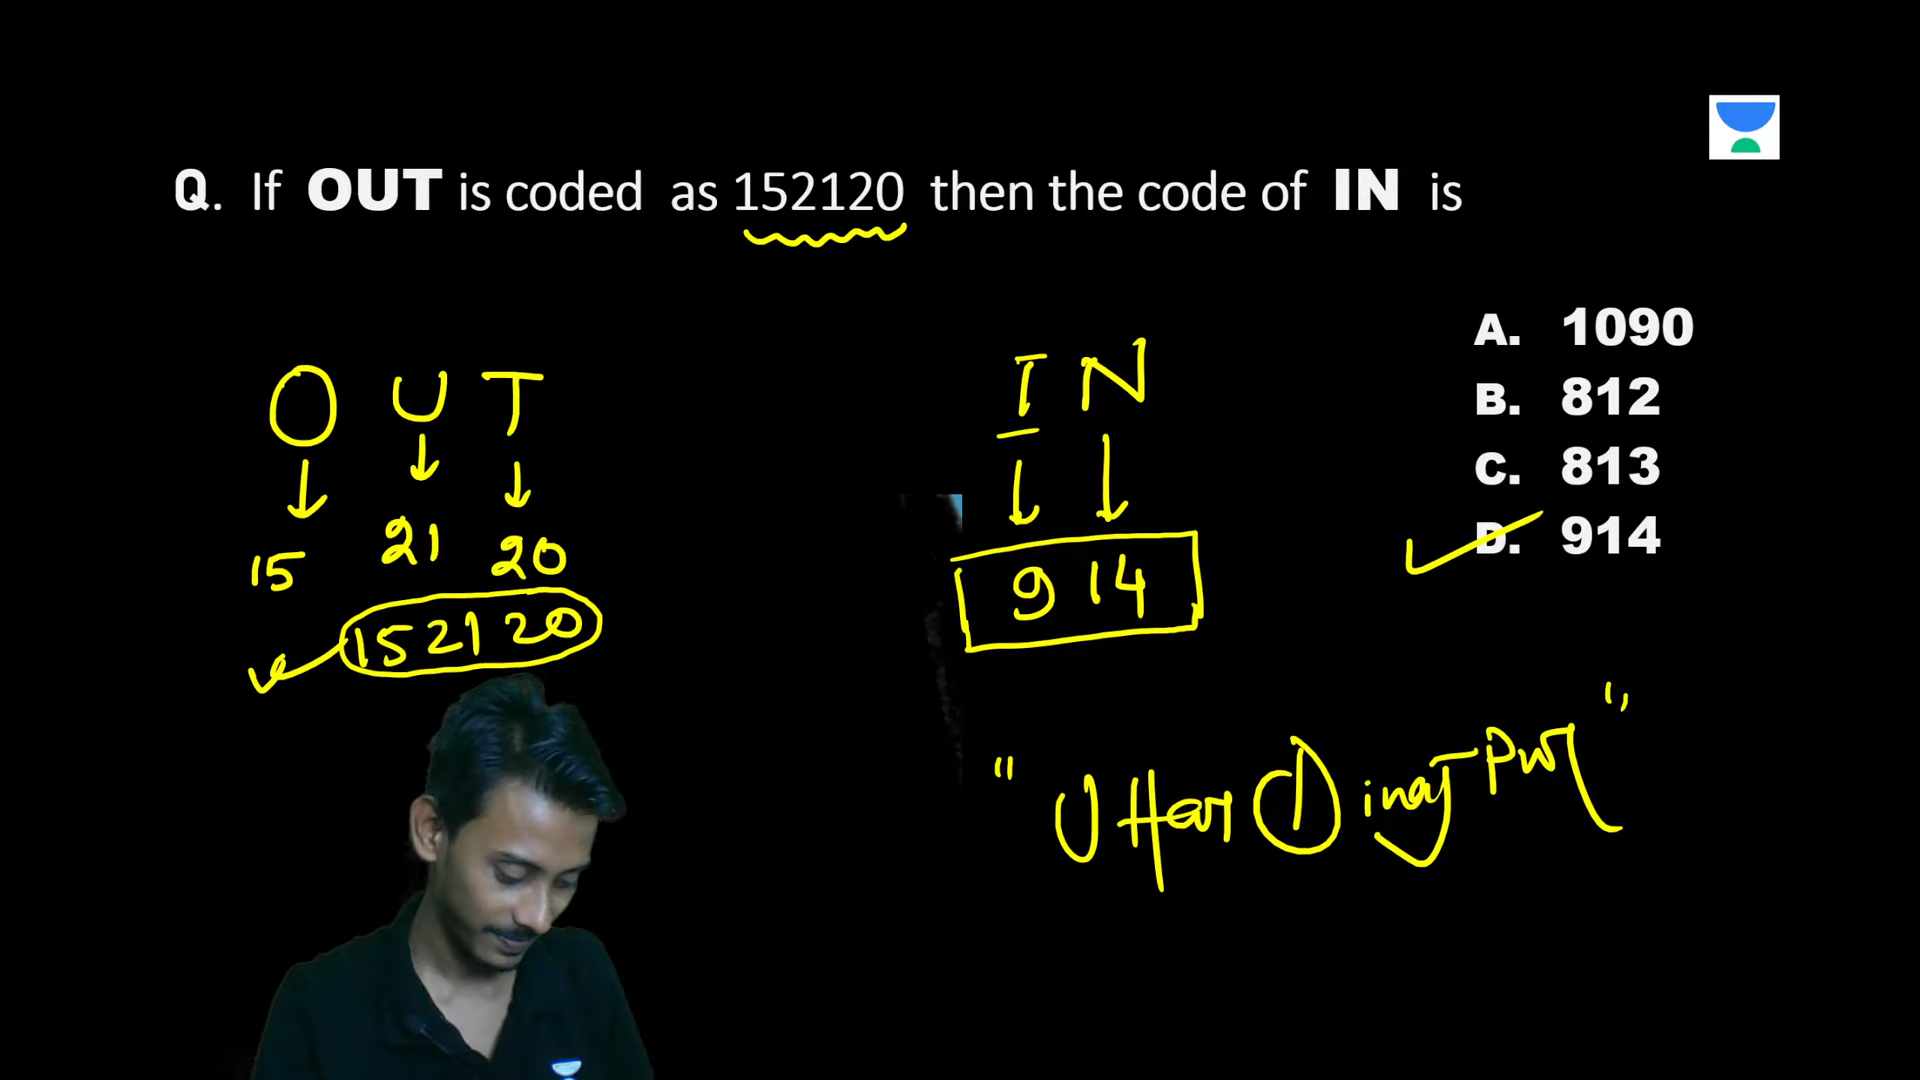 Q. If OUT is coded as 152120 then the code of IN is
A. 1090
B. 812
C. 813
D. 914
O U T
15 21 20
152120
I N
9 14
"Uttar Dinajpur"